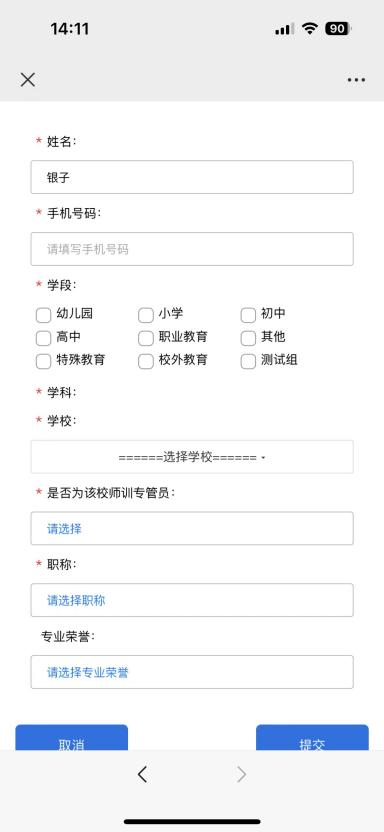 14:11
90
* 姓名:
银子
* 手机号码:
请填写手机号码
* 学段:
幼儿园 小学 初中
高中 职业教育 其他
特殊教育 校外教育 测试组
* 学科:
* 学校:
======选择学校======
* 是否为该校师训专管员:
请选择
* 职称:
请选择职称
专业荣誉:
请选择专业荣誉
取消 提交